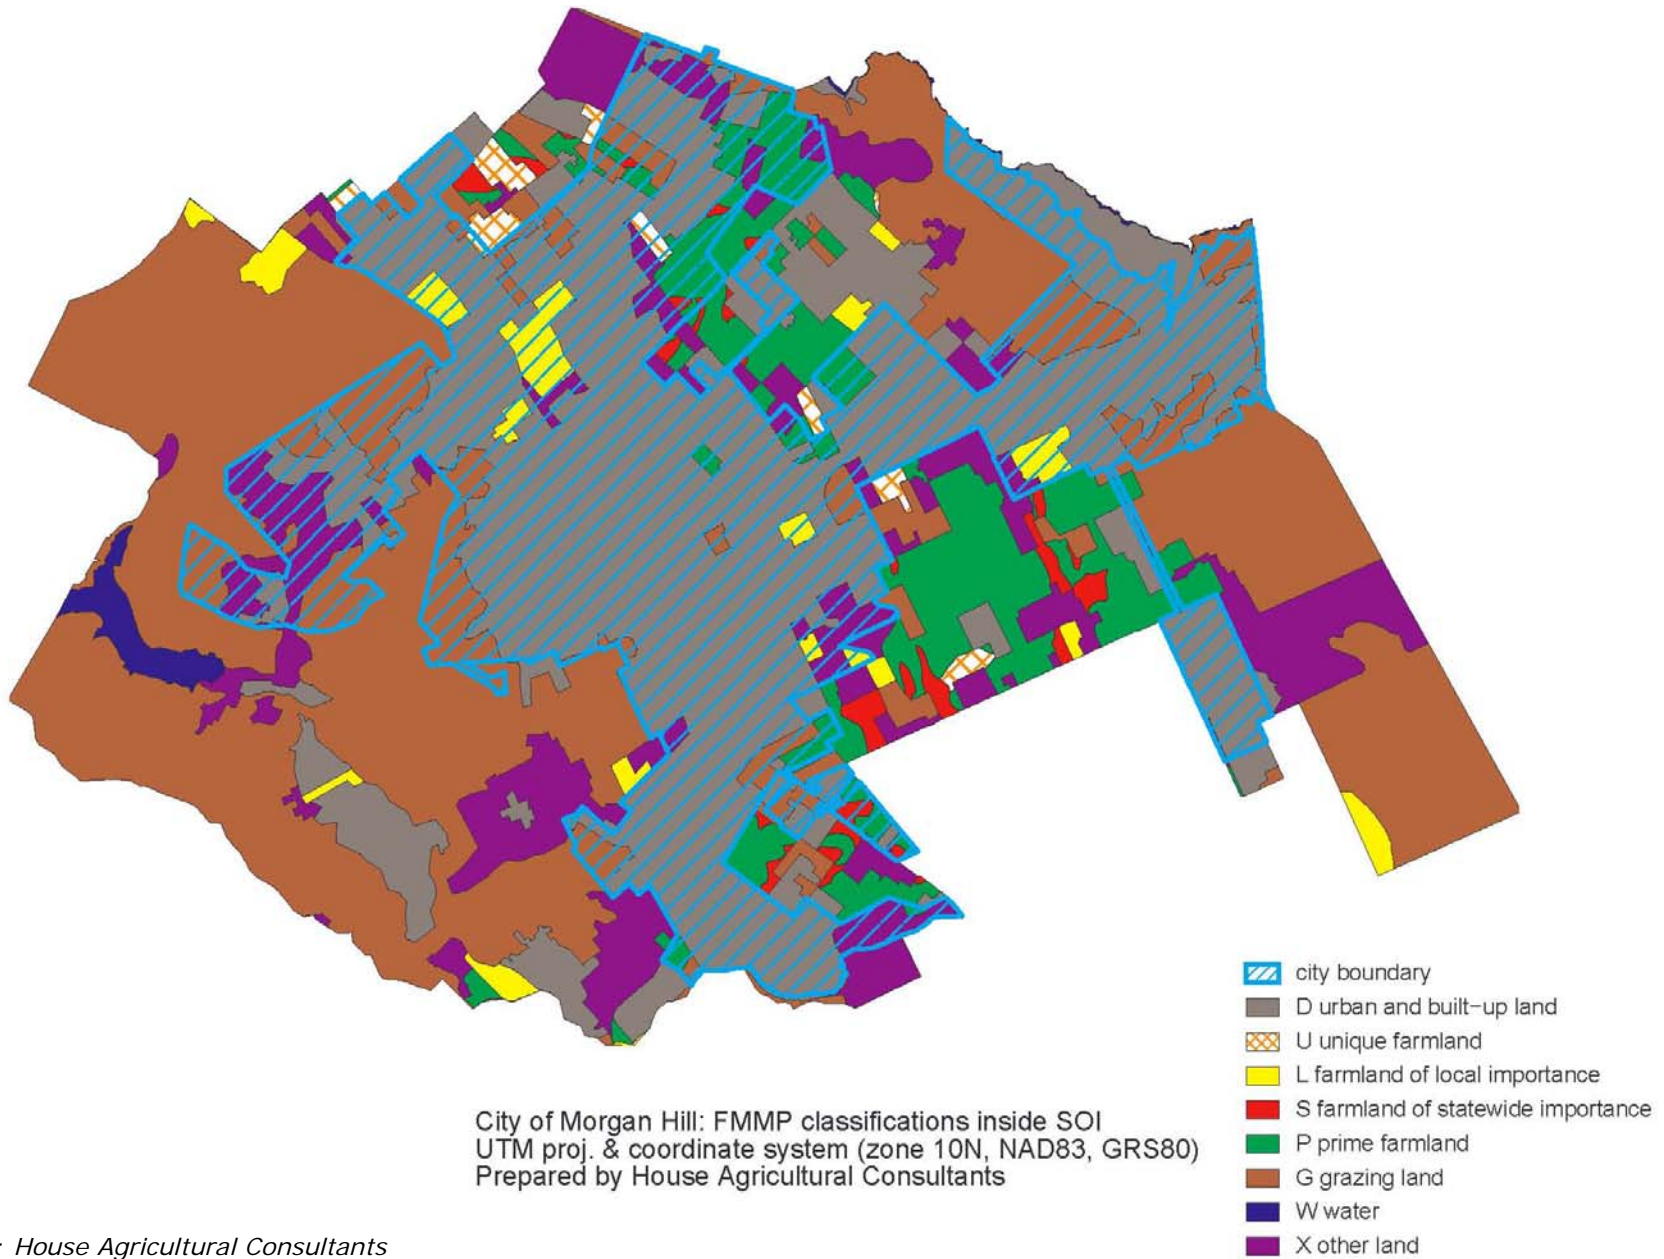 city boundary
D urban and built-up land
U unique farmland
L farmland of local importance
S farmland of statewide importance
P prime farmland
G grazing land
W water
X other land
City of Morgan Hill: FMMP classifications inside SOI
UTM proj. & coordinate system (zone 10N, NAD83, GRS80)
Prepared by House Agricultural Consultants
: House Agricultural Consultants